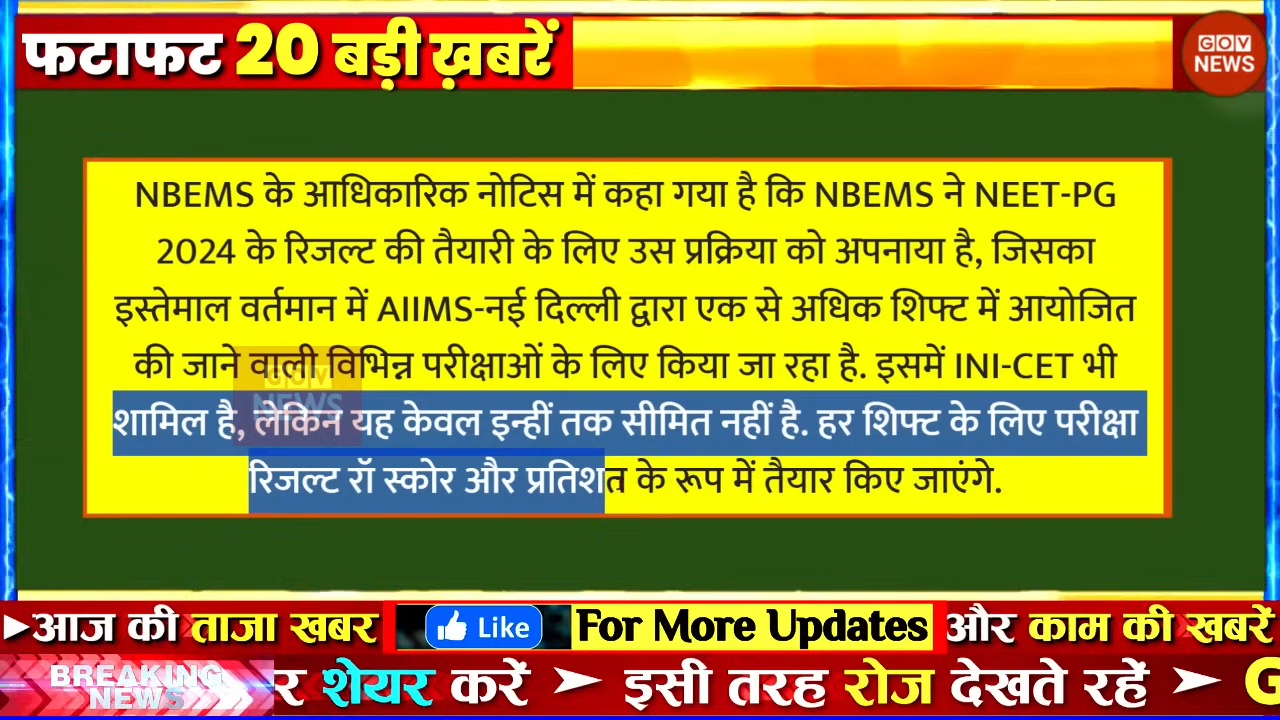 फटाफट 20 बड़ी ख़बरें
GOV
NEWS
NBEMS के आधिकारिक नोटिस में कहा गया है कि NBEMS ने NEET-PG
2024 के रिजल्ट की तैयारी के लिए उस प्रक्रिया को अपनाया है, जिसका
इस्तेमाल वर्तमान में AIIMS-नई दिल्ली द्वारा एक से अधिक शिफ्ट में आयोजित
की जाने वाली विभिन्न परीक्षाओं के लिए किया जा रहा है. इसमें INI-CET भी
शामिल है, लेकिन यह केवल इन्हीं तक सीमित नहीं है. हर शिफ्ट के लिए परीक्षा
रिजल्ट रॉ स्कोर और प्रतिशत के रूप में तैयार किए जाएंगे.
GOV
NEWS
आज की ताजा खबर Like For More Updates और काम की खबरें
BREAKING
NEWS
र शेयर करें ➤ इसी तरह रोज देखते रहें ➤ G